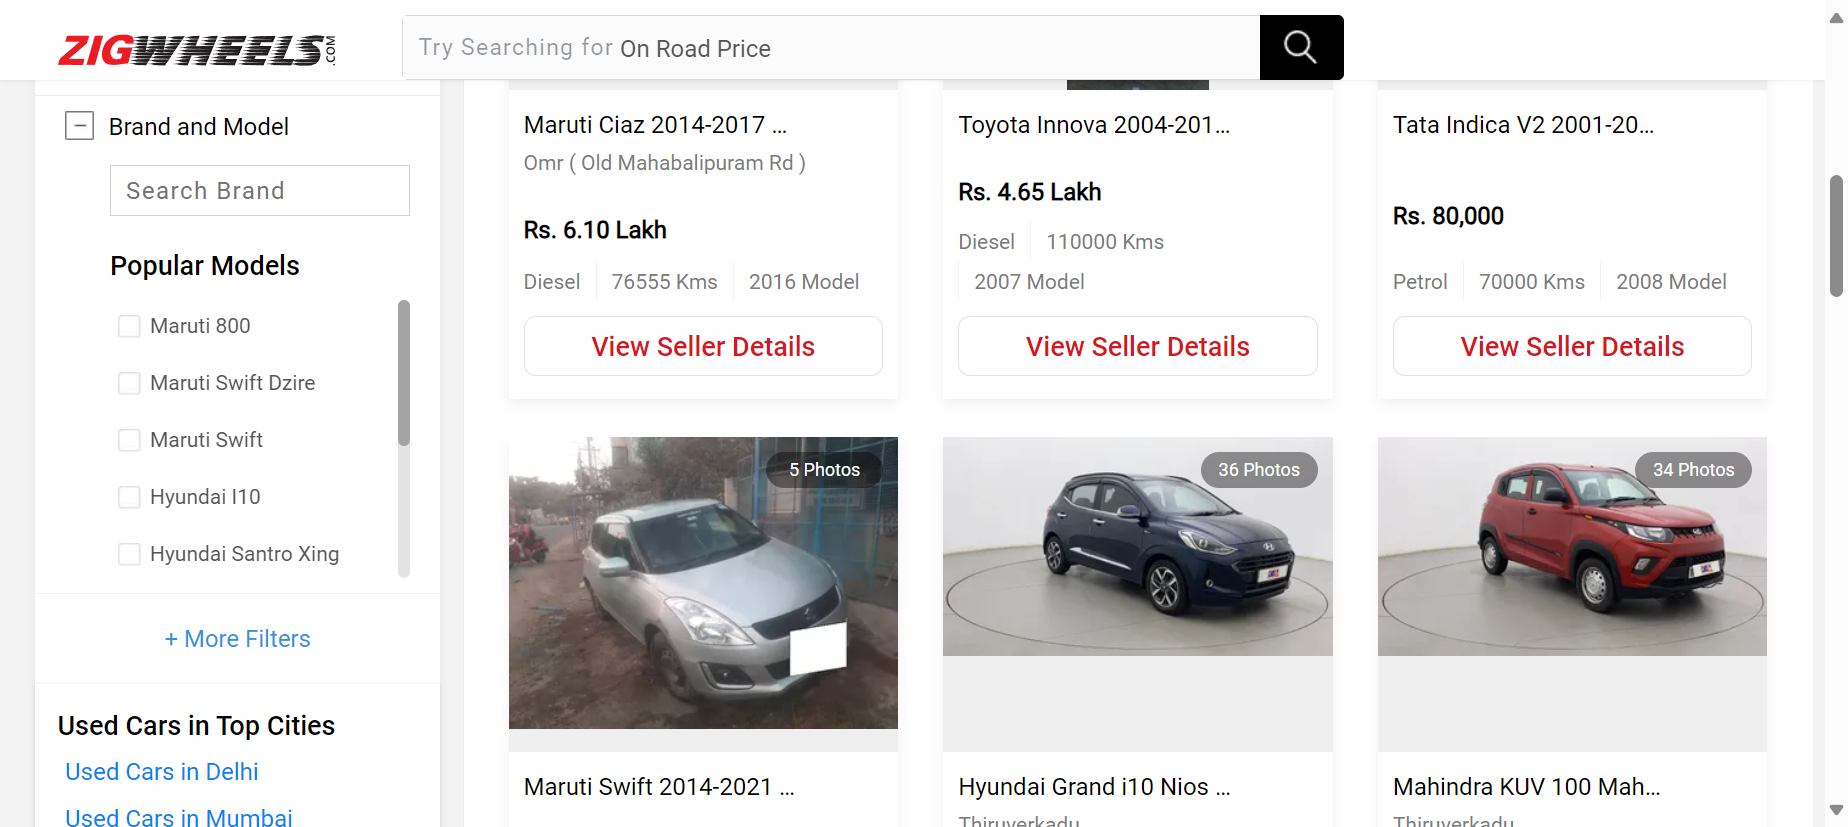 ZIGWHEELS.COM
Try Searching for On Road Price
Brand and Model
Search Brand
Popular Models
Maruti 800
Maruti Swift Dzire
Maruti Swift
Hyundai I10
Hyundai Santro Xing
+ More Filters
Used Cars in Top Cities
Used Cars in Delhi
Used Cars in Mumbai
Maruti Ciaz 2014-2017 ...
Omr ( Old Mahabalipuram Rd )
Rs. 6.10 Lakh
Diesel 76555 Kms 2016 Model
View Seller Details
Toyota Innova 2004-201...
Rs. 4.65 Lakh
Diesel 110000 Kms
2007 Model
View Seller Details
Tata Indica V2 2001-20...
Rs. 80,000
Petrol 70000 Kms 2008 Model
View Seller Details
5 Photos
Maruti Swift 2014-2021 ...
36 Photos
Hyundai Grand i10 Nios ...
Thiruverkadu
34 Photos
Mahindra KUV 100 Mah...
Thiruverkadu